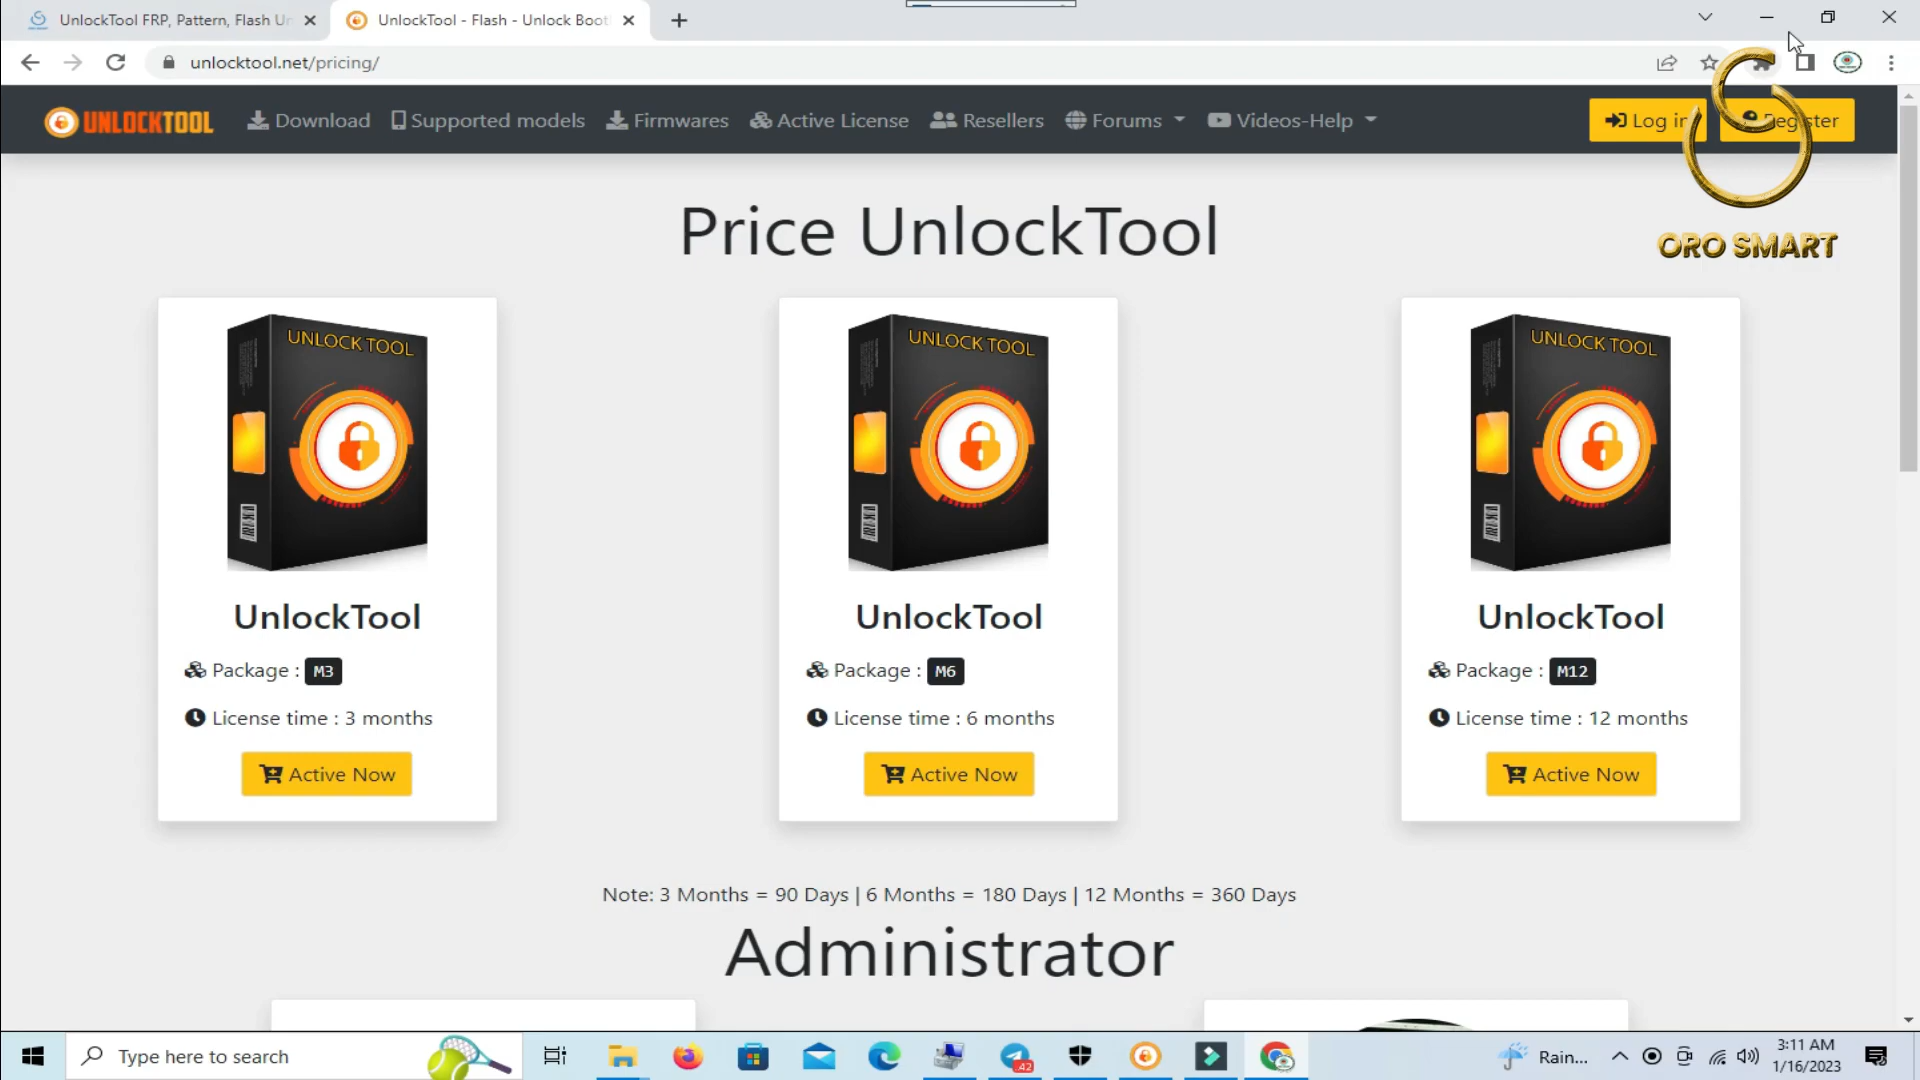 UnlockTool FRP, Pattern, Flash Un
UnlockTool - Flash - Unlock Boot
unlocktool.net/pricing/
UNLOCKTOOL
Download
Supported models
Firmwares
Active License
Resellers
Forums
Videos-Help
Log in
Register
ORO SMART
Price UnlockTool
UNLOCK TOOL
UNLOCK TOOL
UNLOCK TOOL
UnlockTool
UnlockTool
UnlockTool
Package : M3
Package : M6
Package : M12
License time : 3 months
License time : 6 months
License time : 12 months
Active Now
Active Now
Active Now
Note: 3 Months = 90 Days | 6 Months = 180 Days | 12 Months = 360 Days
Administrator
Type here to search
42
Rain...
3:11 AM
1/16/2023